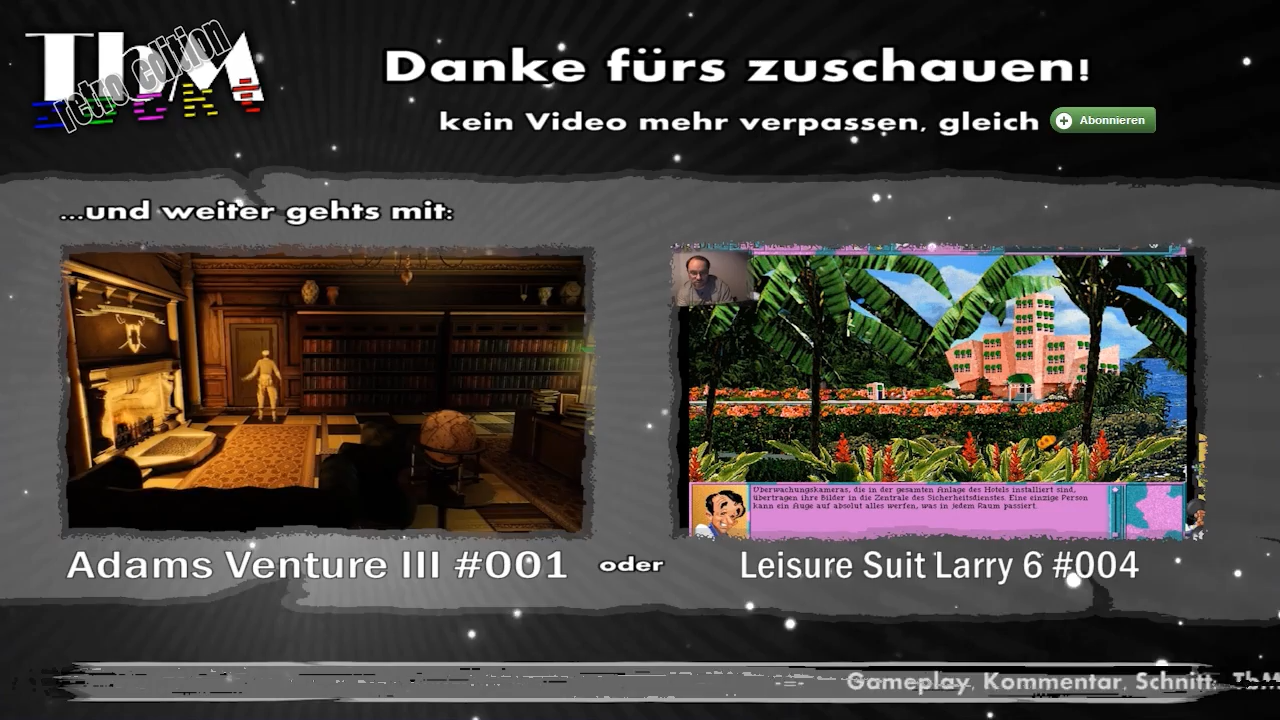 TbM
retro edition
Danke fürs zuschauen!
kein Video mehr verpassen, gleich
Abonnieren
...und weiter gehts mit:
Überwachungskameras, die in der gesamten Anlage des Hotels installiert sind,
übertragen ihre Bilder in die Zentrale des Sicherheitsdienstes. Eine einzige Person
kann ein Auge auf absolut alles werfen, was in jedem Raum passiert.
Adams Venture III #001
oder
Leisure Suit Larry 6 #004
Gameplay, Kommentar, Schnitt: TbM